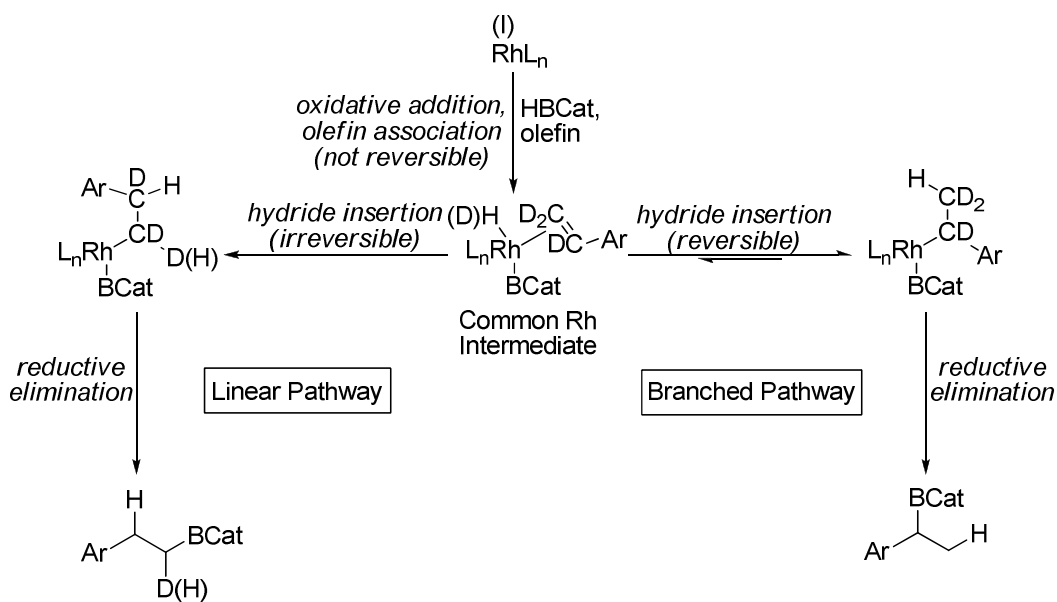 (I)
RhLn
oxidative addition,
olefin association
(not reversible)
HBCat,
olefin
D
Ar
H
C
CD
LnRh
D(H)
BCat
hydride insertion
(irreversible)
(D)H
D2C
DC
Ar
LnRh
BCat
Common Rh
Intermediate
hydride insertion
(reversible)
H
CD2
CD
LnRh
Ar
BCat
reductive
elimination
Linear Pathway
Branched Pathway
reductive
elimination
H
BCat
Ar
D(H)
BCat
H
Ar